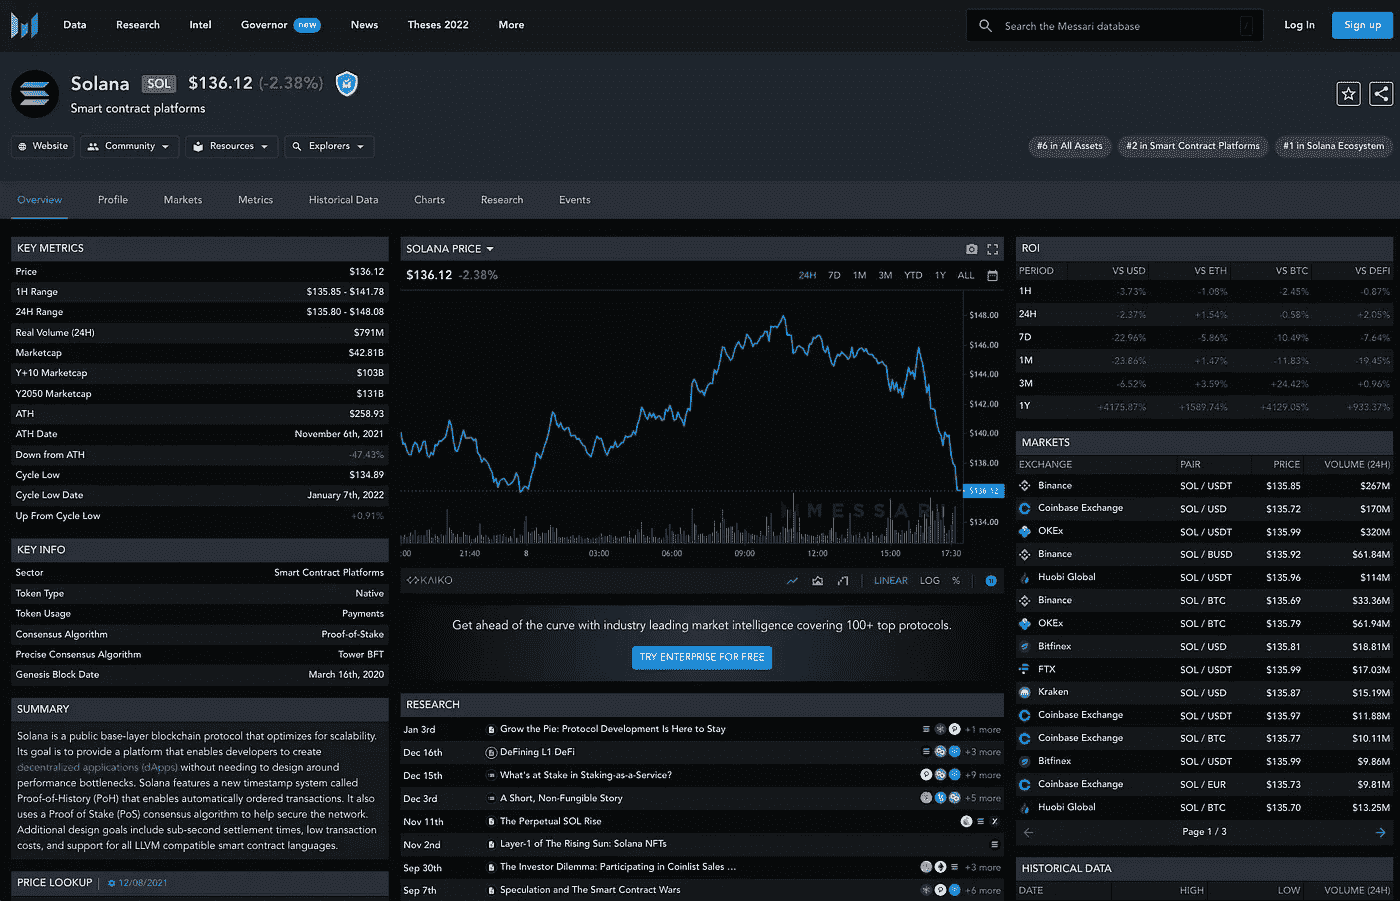 Data Research Intel Governor new News Theses 2022 More Search the Messari database / Log In Sign up
Solana SOL $136.12 (-2.38%)
Smart contract platforms
Website Community Resources Explorers #6 in All Assets #2 in Smart Contract Platforms #1 in Solana Ecosystem
Overview Profile Markets Metrics Historical Data Charts Research Events
KEY METRICS
Price $136.12
1H Range $135.85 - $141.78
24H Range $135.80 - $148.08
Real Volume (24H) $791M
Marketcap $42.81B
Y+10 Marketcap $103B
Y2050 Marketcap $131B
ATH $258.93
ATH Date November 6th, 2021
Down from ATH -47.43%
Cycle Low $134.89
Cycle Low Date January 7th, 2022
Up From Cycle Low +0.91%
KEY INFO
Sector Smart Contract Platforms
Token Type Native
Token Usage Payments
Consensus Algorithm Proof-of-Stake
Precise Consensus Algorithm Tower BFT
Genesis Block Date March 16th, 2020
SUMMARY
Solana is a public base-layer blockchain protocol that optimizes for scalability.
Its goal is to provide a platform that enables developers to create
decentralized applications (dApps) without needing to design around
performance bottlenecks. Solana features a new timestamp system called
Proof-of-History (PoH) that enables automatically ordered transactions. It also
uses a Proof of Stake (PoS) consensus algorithm to help secure the network.
Additional design goals include sub-second settlement times, low transaction
costs, and support for all LLVM compatible smart contract languages.
PRICE LOOKUP 12/08/2021
SOLANA PRICE
$136.12 -2.38% 24H 7D 1M 3M YTD 1Y ALL
$148.00
$146.00
$144.00
$142.00
$140.00
$138.00
$136.12
MESSARI
$134.00
:00 21:40 8 03:00 06:00 09:00 12:00 15:00 17:30
KAIKO LINEAR LOG %
Get ahead of the curve with industry leading market intelligence covering 100+ top protocols.
TRY ENTERPRISE FOR FREE
RESEARCH
Jan 3rd Grow the Pie: Protocol Development Is Here to Stay +1 more
Dec 16th DeFining L1 DeFi +3 more
Dec 15th What's at Stake in Staking-as-a-Service? +9 more
Dec 3rd A Short, Non-Fungible Story +5 more
Nov 11th The Perpetual SOL Rise
Nov 2nd Layer-1 of The Rising Sun: Solana NFTs
Sep 30th The Investor Dilemma: Participating in Coinlist Sales ... +3 more
Sep 7th Speculation and The Smart Contract Wars +6 more
ROI
PERIOD VS USD VS ETH VS BTC VS DEFI
1H -3.73% -1.08% -2.45% -0.87%
24H -2.37% +1.54% -0.58% +2.05%
7D -22.96% -5.86% -10.49% -7.64%
1M -23.86% +1.47% -11.83% -19.45%
3M -6.52% +3.59% +24.42% +0.96%
1Y +4175.87% +1589.74% +4129.05% +933.37%
MARKETS
EXCHANGE PAIR PRICE VOLUME (24H)
Binance SOL / USDT $135.85 $267M
Coinbase Exchange SOL / USD $135.72 $170M
OKEx SOL / USDT $135.99 $320M
Binance SOL / BUSD $135.92 $61.84M
Huobi Global SOL / USDT $135.96 $114M
Binance SOL / BTC $135.69 $33.36M
OKEx SOL / BTC $135.79 $61.94M
Bitfinex SOL / USD $135.81 $18.81M
FTX SOL / USDT $135.99 $17.03M
Kraken SOL / USD $135.87 $15.19M
Coinbase Exchange SOL / USDT $135.97 $11.88M
Coinbase Exchange SOL / BTC $135.77 $10.11M
Bitfinex SOL / USDT $135.99 $9.86M
Coinbase Exchange SOL / EUR $135.73 $9.81M
Huobi Global SOL / BTC $135.70 $13.25M
Page 1 / 3
HISTORICAL DATA
DATE HIGH LOW VOLUME (24H)